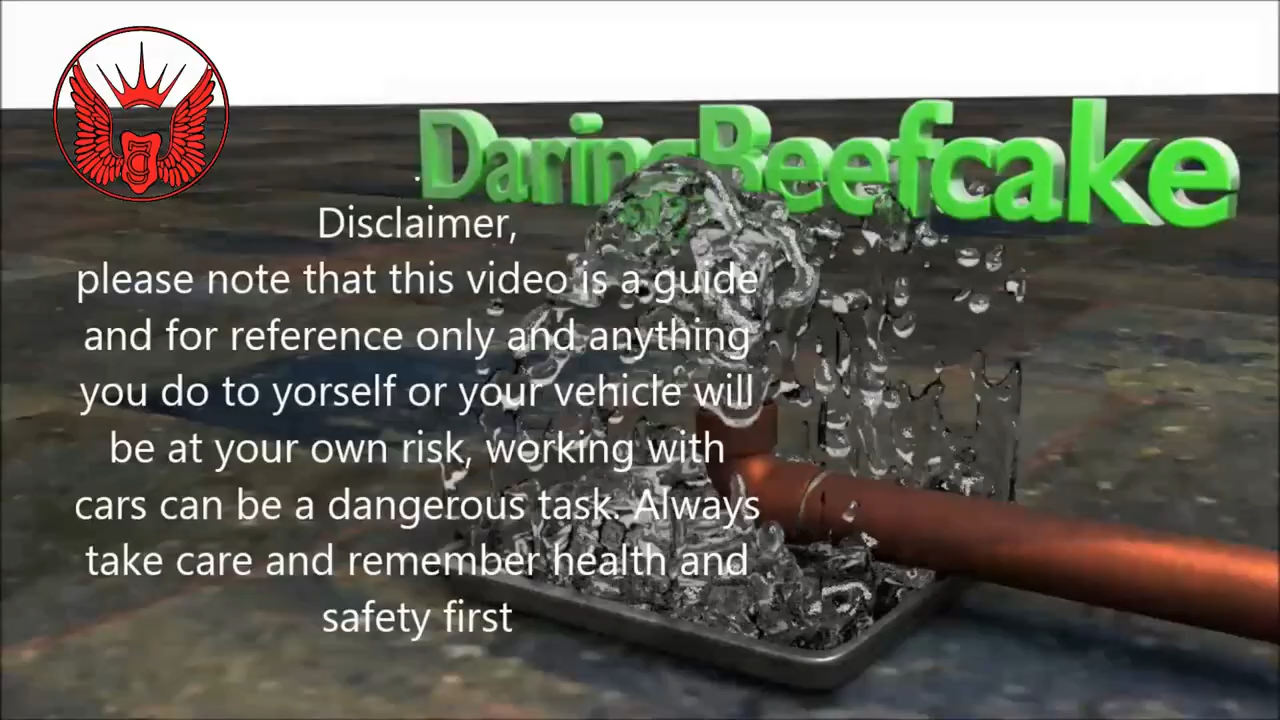 DaringBeefcake
Disclaimer,
please note that this video is a guide
and for reference only and anything
you do to yorself or your vehicle will
be at your own risk, working with
cars can be a dangerous task. Always
take care and remember health and
safety first